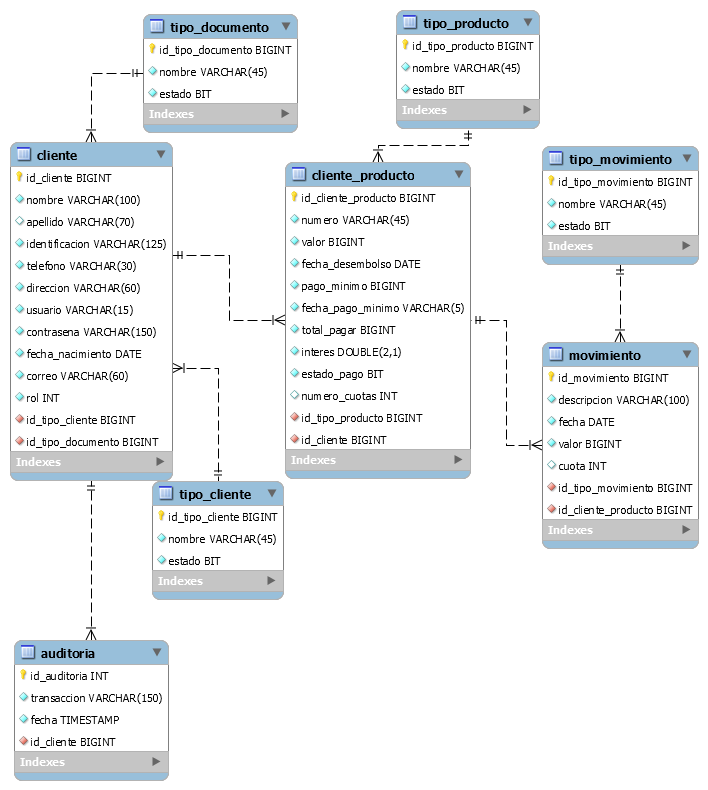 tipo_documento
id_tipo_documento BIGINT
nombre VARCHAR(45)
estado BIT
Indexes
tipo_producto
id_tipo_producto BIGINT
nombre VARCHAR(45)
estado BIT
Indexes
cliente
id_cliente BIGINT
nombre VARCHAR(100)
apellido VARCHAR(70)
identificacion VARCHAR(125)
telefono VARCHAR(30)
direccion VARCHAR(60)
usuario VARCHAR(15)
contrasena VARCHAR(150)
fecha_nacimiento DATE
correo VARCHAR(60)
rol INT
id_tipo_cliente BIGINT
id_tipo_documento BIGINT
Indexes
cliente_producto
id_cliente_producto BIGINT
numero VARCHAR(45)
valor BIGINT
fecha_desembolso DATE
pago_minimo BIGINT
fecha_pago_minimo VARCHAR(5)
total_pagar BIGINT
interes DOUBLE(2,1)
estado_pago BIT
numero_cuotas INT
id_tipo_producto BIGINT
id_cliente BIGINT
Indexes
tipo_movimiento
id_tipo_movimiento BIGINT
nombre VARCHAR(45)
estado BIT
Indexes
movimiento
id_movimiento BIGINT
descripcion VARCHAR(100)
fecha DATE
valor BIGINT
cuota INT
id_tipo_movimiento BIGINT
id_cliente_producto BIGINT
Indexes
tipo_cliente
id_tipo_cliente BIGINT
nombre VARCHAR(45)
estado BIT
Indexes
auditoria
id_auditoria INT
transaccion VARCHAR(150)
fecha TIMESTAMP
id_cliente BIGINT
Indexes